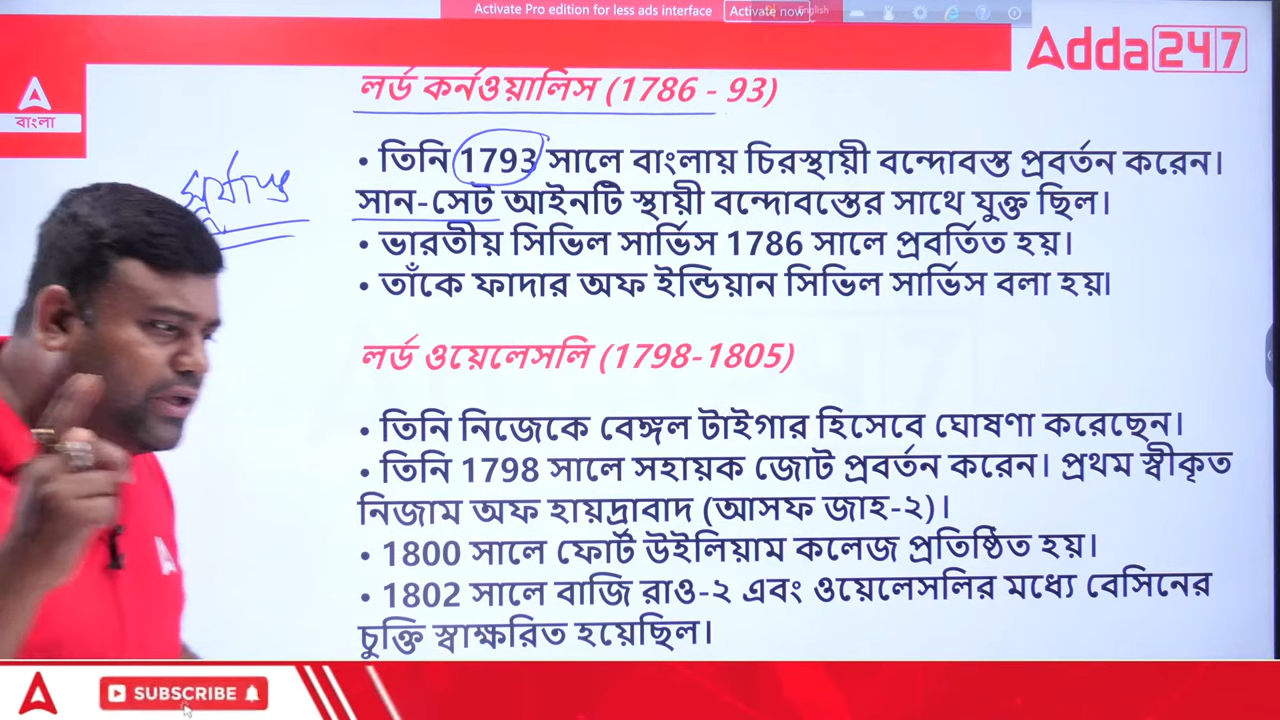 Activate Pro edition for less ads interface
Activate now
English
Adda 247
বাংলা
লর্ড কর্নওয়ালিস (1786 - 93)
• তিনি 1793 সালে বাংলায় চিরস্থায়ী বন্দোবস্ত প্রবর্তন করেন।
সান-সেট আইনটি স্থায়ী বন্দোবস্তের সাথে যুক্ত ছিল।
সূর্যাস্ত
• ভারতীয় সিভিল সার্ভিস 1786 সালে প্রবর্তিত হয়।
• তাঁকে ফাদার অফ ইন্ডিয়ান সিভিল সার্ভিস বলা হয়।
লর্ড ওয়েলেসলি (1798-1805)
• তিনি নিজেকে বেঙ্গল টাইগার হিসেবে ঘোষণা করেছেন।
• তিনি 1798 সালে সহায়ক জোট প্রবর্তন করেন। প্রথম স্বীকৃত
নিজাম অফ হায়দ্রাবাদ (আসফ জাহ-২)।
• 1800 সালে ফোর্ট উইলিয়াম কলেজ প্রতিষ্ঠিত হয়।
• 1802 সালে বাজি রাও-২ এবং ওয়েলেসলির মধ্যে বেসিনের
চুক্তি স্বাক্ষরিত হয়েছিল।
SUBSCRIBE